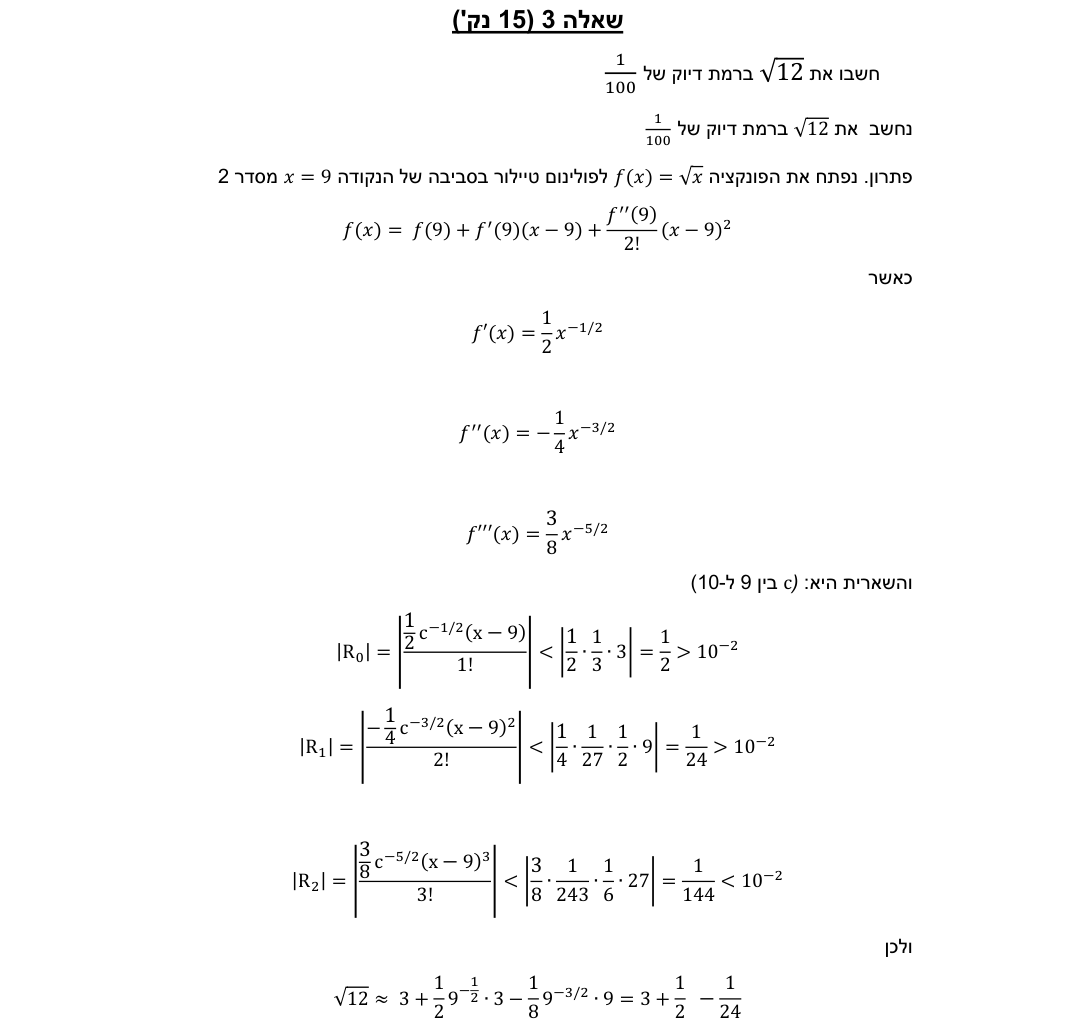 שאלה 3 (15 נק')
חשבו את √12 ברמת דיוק של 1/100
נחשב את √12 ברמת דיוק של 1/100
פתרון. נפתח את הפונקציה f(x) = √x לפולינום טיילור בסביבה של הנקודה x = 9 מסדר 2
f(x) = f(9) + f′(9)(x − 9) + f′′(9)/2! (x − 9)²
כאשר
f′(x) = 1/2 x^(−1/2)
f′′(x) = −1/4 x^(−3/2)
f′′′(x) = 3/8 x^(−5/2)
והשארית היא: (c בין 9 ל-10)
|R₀| = |1/2 c^(−1/2)(x − 9) / 1!| < |1/2 · 1/3 · 3| = 1/2 > 10⁻²
|R₁| = |−1/4 c^(−3/2)(x − 9)² / 2!| < |1/4 · 1/27 · 1/2 · 9| = 1/24 > 10⁻²
|R₂| = |3/8 c^(−5/2)(x − 9)³ / 3!| < |3/8 · 1/243 · 1/6 · 27| = 1/144 < 10⁻²
ולכן
√12 ≈ 3 + 1/2 9^(−1/2) · 3 − 1/8 9^(−3/2) · 9 = 3 + 1/2 − 1/24